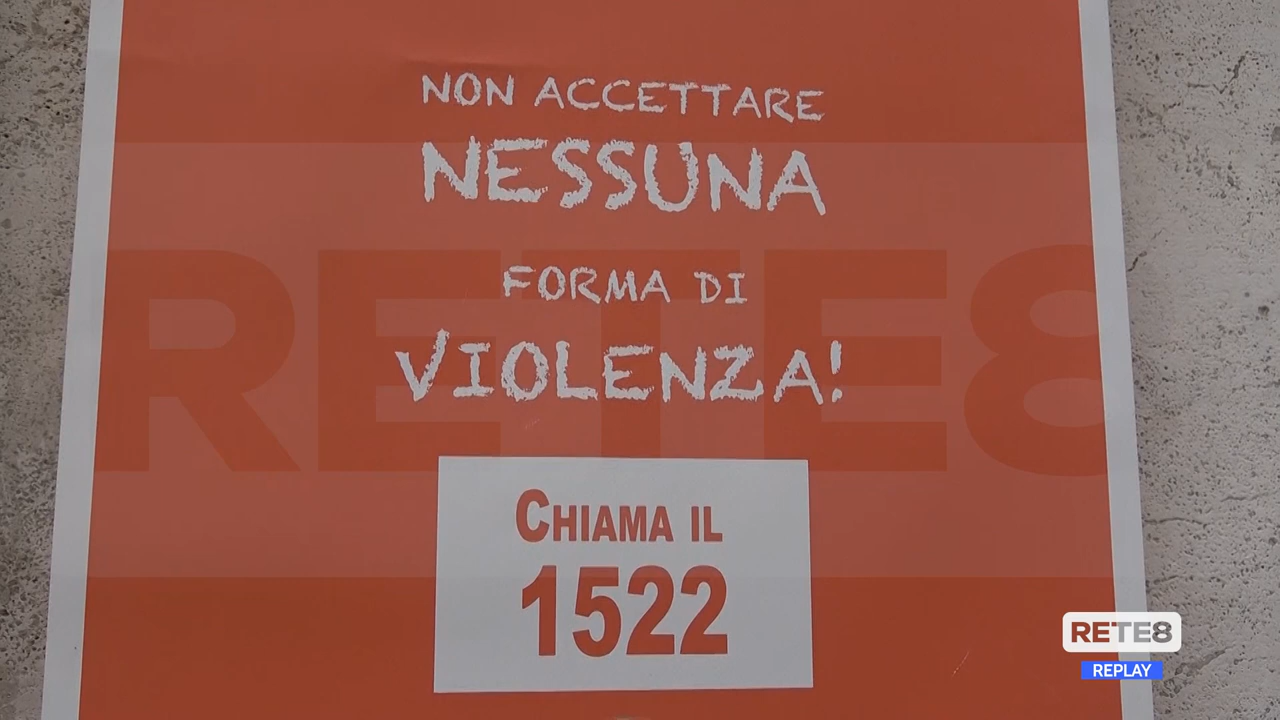 NON ACCETTARE
NESSUNA
FORMA DI
VIOLENZA!
RETE8
CHIAMA IL
1522
RETE8
REPLAY